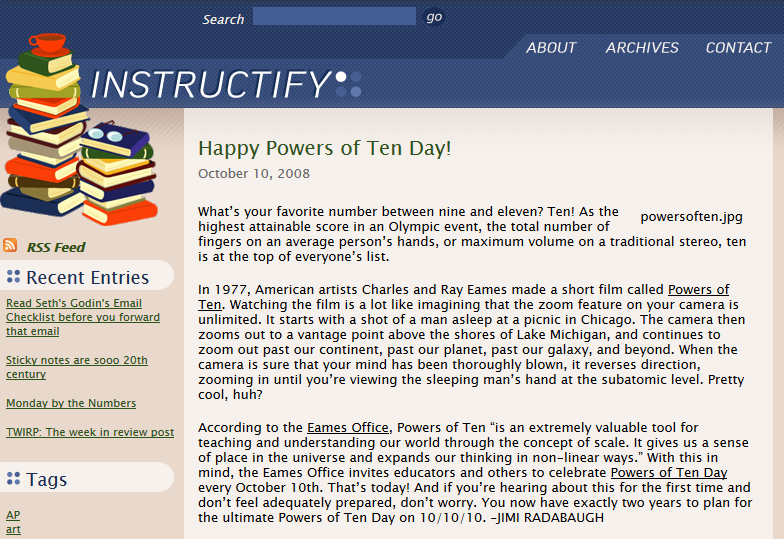 Search
go
ABOUT
ARCHIVES
CONTACT
INSTRUCTIFY
RSS Feed
Recent Entries
Read Seth's Godin's Email
Checklist before you forward
that email
Sticky notes are sooo 20th
century
Monday by the Numbers
TWIRP: The week in review post
Tags
AP
art
Happy Powers of Ten Day!
October 10, 2008
powersoften.jpg
What's your favorite number between nine and eleven? Ten! As the
highest attainable score in an Olympic event, the total number of
fingers on an average person's hands, or maximum volume on a traditional stereo, ten
is at the top of everyone's list.
In 1977, American artists Charles and Ray Eames made a short film called Powers of
Ten. Watching the film is a lot like imagining that the zoom feature on your camera is
unlimited. It starts with a shot of a man asleep at a picnic in Chicago. The camera then
zooms out to a vantage point above the shores of Lake Michigan, and continues to
zoom out past our continent, past our planet, past our galaxy, and beyond. When the
camera is sure that your mind has been thoroughly blown, it reverses direction,
zooming in until you're viewing the sleeping man's hand at the subatomic level. Pretty
cool, huh?
According to the Eames Office, Powers of Ten “is an extremely valuable tool for
teaching and understanding our world through the concept of scale. It gives us a sense
of place in the universe and expands our thinking in non-linear ways.” With this in
mind, the Eames Office invites educators and others to celebrate Powers of Ten Day
every October 10th. That's today! And if you're hearing about this for the first time and
don't feel adequately prepared, don't worry. You now have exactly two years to plan for
the ultimate Powers of Ten Day on 10/10/10. –JIMI RADABAUGH